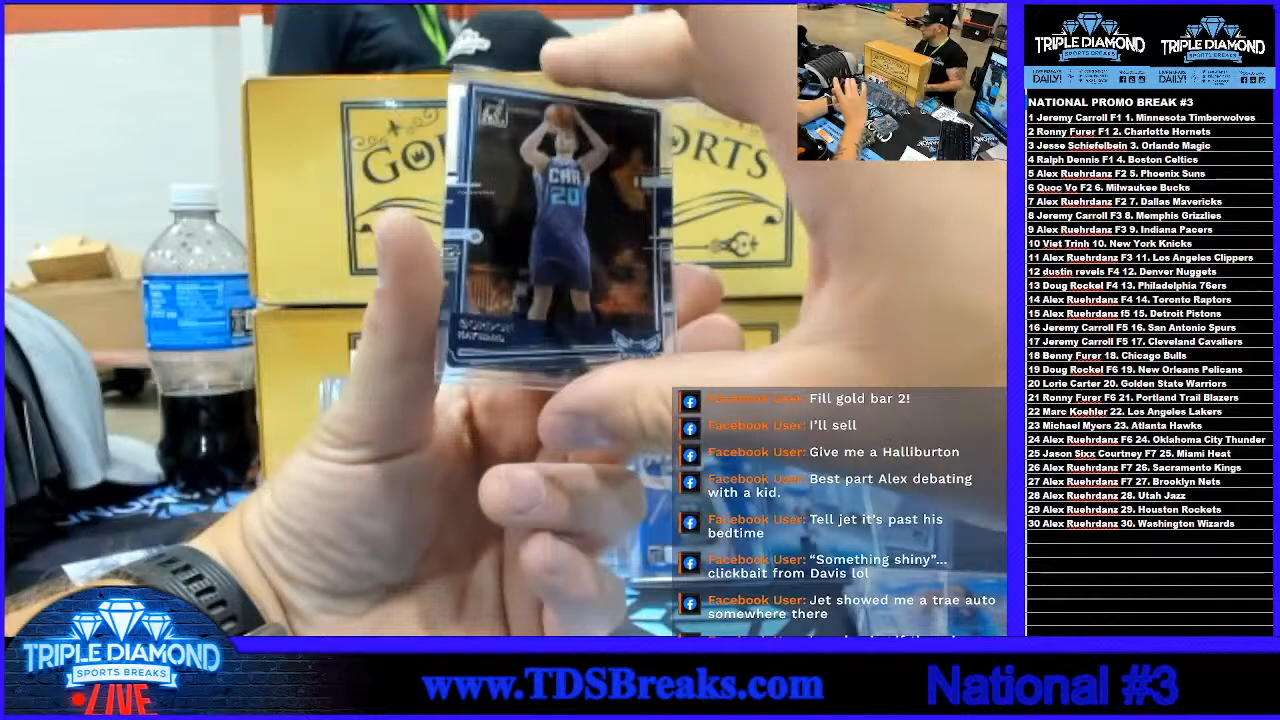 GOL
ORTS
CHA
20
GORDON
HAYWARD
TRIPLE DIAMOND
SPORTS BREAKS
TRIPLE DIAMOND
SPORTS BREAKS
LIVE BREAKS
DAILY!
LIVE BREAKS
DAILY!
NATIONAL PROMO BREAK #3
1 Jeremy Carroll F1 1. Minnesota Timberwolves
2 Ronny Furer F1 2. Charlotte Hornets
3 Jesse Schiefelbein 3. Orlando Magic
4 Ralph Dennis F1 4. Boston Celtics
5 Alex Ruehrdanz F2 5. Phoenix Suns
6 Quoc Vo F2 6. Milwaukee Bucks
7 Alex Ruehrdanz F2 7. Dallas Mavericks
8 Jeremy Carroll F3 8. Memphis Grizzlies
9 Alex Ruehrdanz F3 9. Indiana Pacers
10 Viet Trinh 10. New York Knicks
11 Alex Ruehrdanz F3 11. Los Angeles Clippers
12 dustin revels F4 12. Denver Nuggets
13 Doug Rockel F4 13. Philadelphia 76ers
14 Alex Ruehrdanz F4 14. Toronto Raptors
15 Alex Ruehrdanz f5 15. Detroit Pistons
16 Jeremy Carroll F5 16. San Antonio Spurs
17 Jeremy Carroll F5 17. Cleveland Cavaliers
18 Benny Furer 18. Chicago Bulls
19 Doug Rockel F6 19. New Orleans Pelicans
20 Lorie Carter 20. Golden State Warriors
21 Ronny Furer F6 21. Portland Trail Blazers
22 Marc Koehler 22. Los Angeles Lakers
23 Michael Myers 23. Atlanta Hawks
24 Alex Ruehrdanz F6 24. Oklahoma City Thunder
25 Jason Sixx Courtney F7 25. Miami Heat
26 Alex Ruehrdanz F7 26. Sacramento Kings
27 Alex Ruehrdanz F7 27. Brooklyn Nets
28 Alex Ruehrdanz 28. Utah Jazz
29 Alex Ruehrdanz 29. Houston Rockets
30 Alex Ruehrdanz 30. Washington Wizards
Facebook User: Fill gold bar 2!
Facebook User: I'll sell
Facebook User: Give me a Halliburton
Facebook User: Best part Alex debating
with a kid.
Facebook User: Tell jet it's past his
bedtime
Facebook User: “Something shiny”...
clickbait from Davis lol
Facebook User: Jet showed me a trae auto
somewhere there
TRIPLE DIAMOND
SPORTS BREAKS
LIVE
www.TDSBreaks.com
National #3